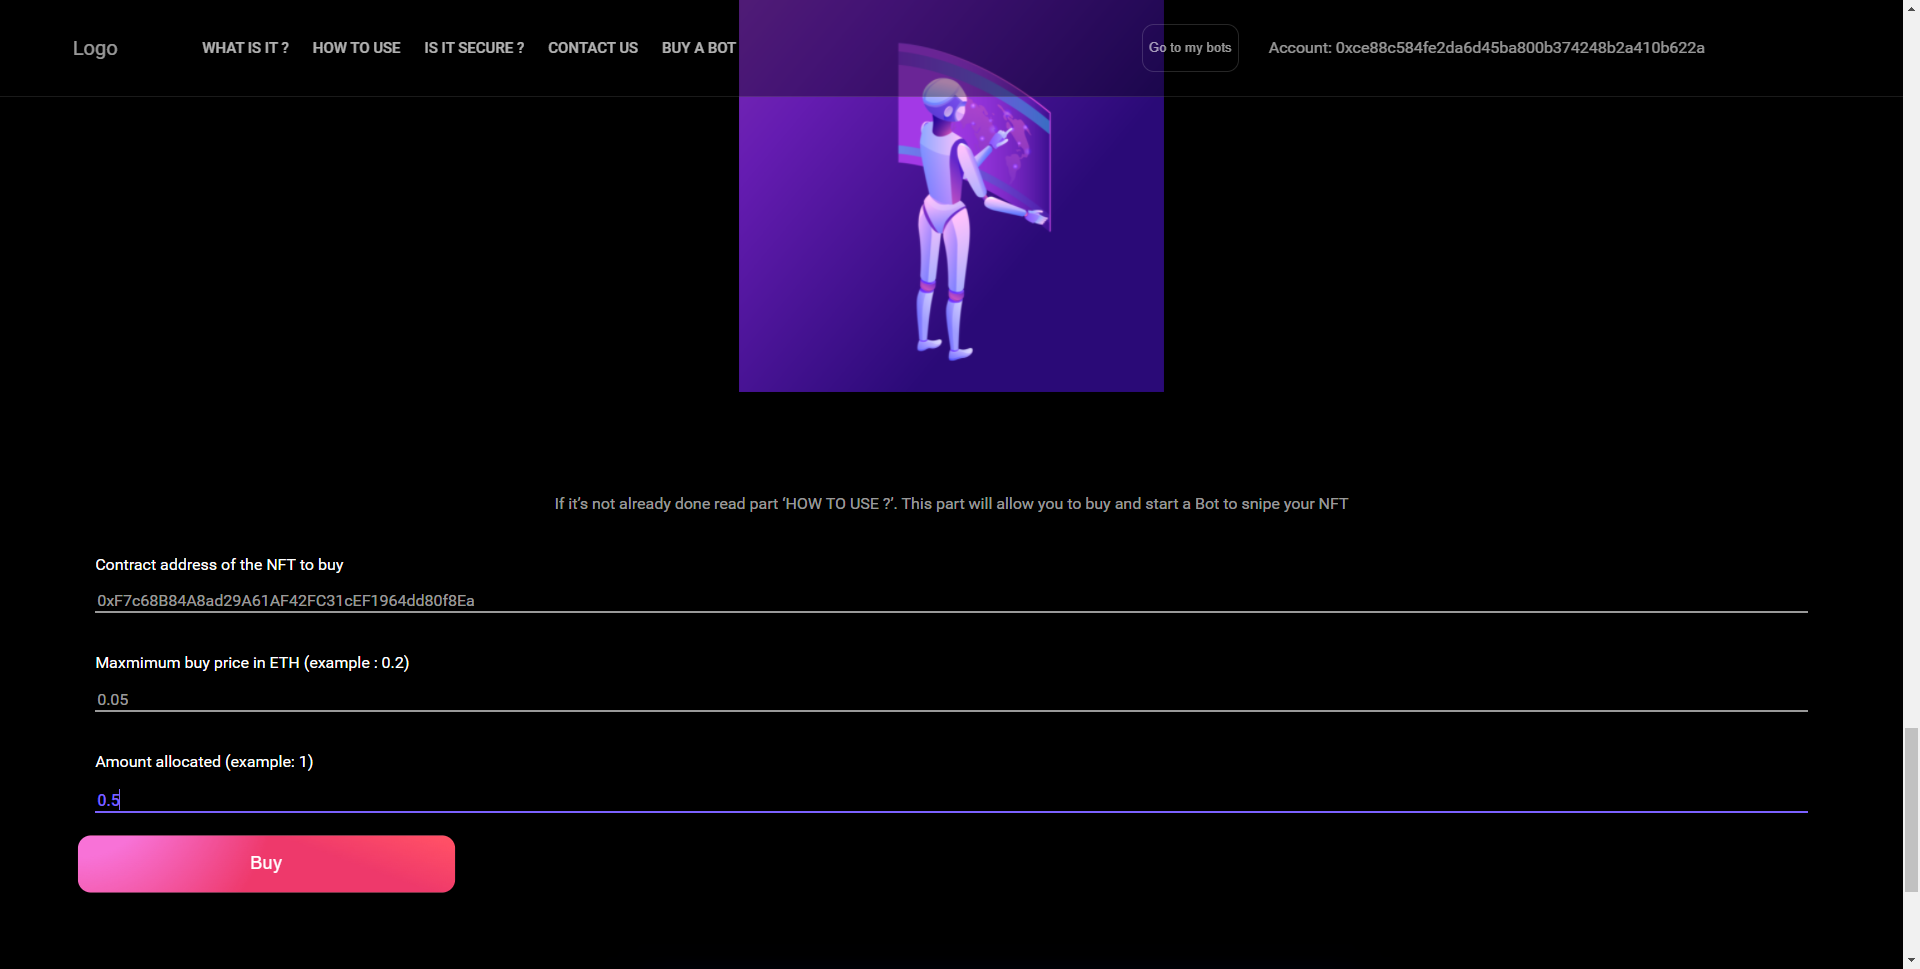 Logo
WHAT IS IT ?
HOW TO USE
IS IT SECURE ?
CONTACT US
BUY A BOT
Go to my bots
Account: 0xce88c584fe2da6d45ba800b374248b2a410b622a
If it's not already done read part ‘HOW TO USE ?’. This part will allow you to buy and start a Bot to snipe your NFT
Contract address of the NFT to buy
0xF7c68B84A8ad29A61AF42FC31cEF1964dd80f8Ea
Maxmimum buy price in ETH (example : 0.2)
0.05
Amount allocated (example: 1)
0.5
Buy